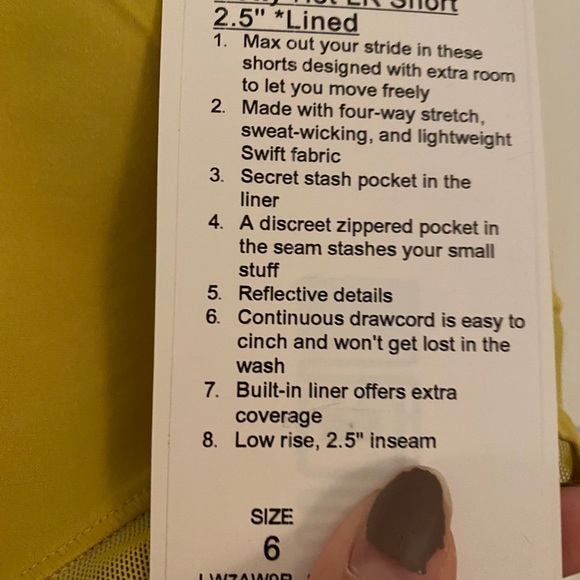 Short
2.5" *Lined
1. Max out your stride in these
shorts designed with extra room
to let you move freely
2. Made with four-way stretch,
sweat-wicking, and lightweight
Swift fabric
3. Secret stash pocket in the
liner
4. A discreet zippered pocket in
the seam stashes your small
stuff
5. Reflective details
6. Continuous drawcord is easy to
cinch and won't get lost in the
wash
7. Built-in liner offers extra
coverage
8. Low rise, 2.5" inseam
SIZE
6